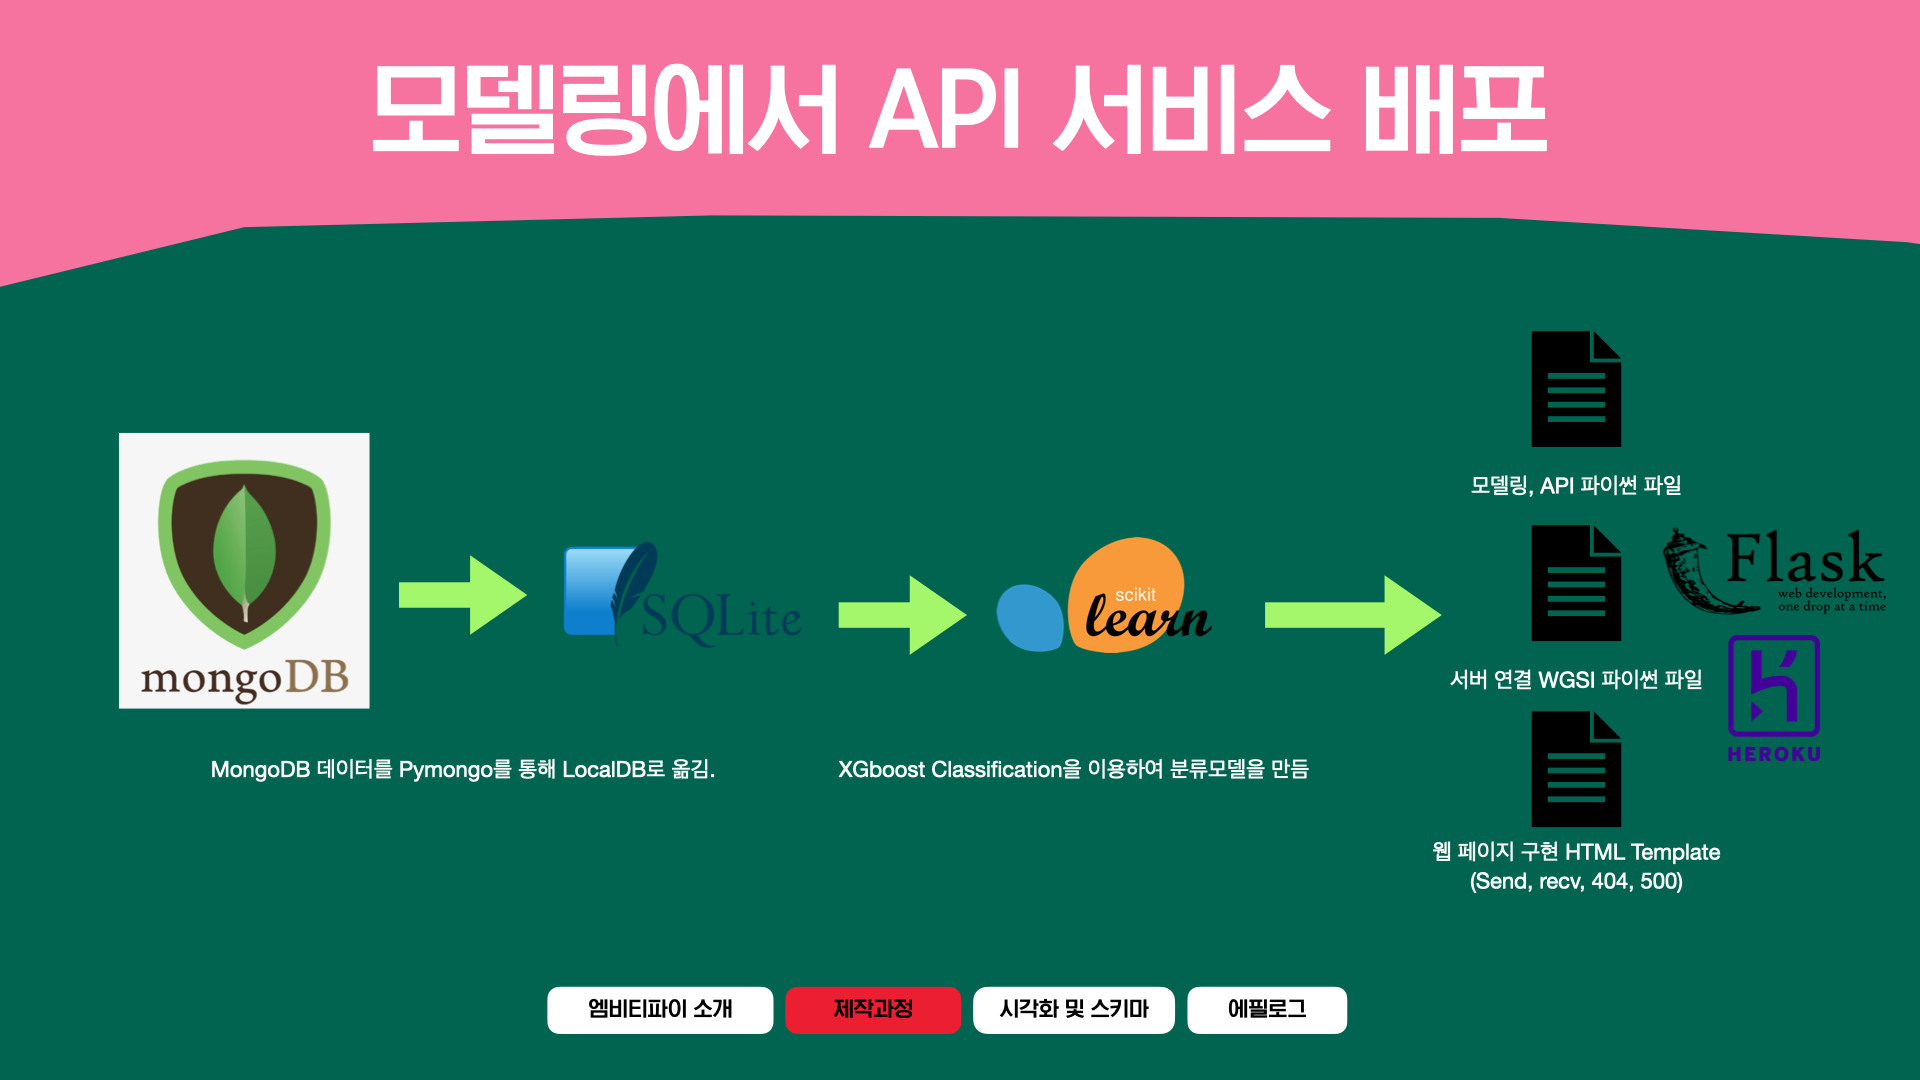 모델링에서 API 서비스 배포
mongoDB
SQLite
scikit
learn
MongoDB 데이터를 Pymongo를 통해 LocalDB로 옮김.
XGboost Classification을 이용하여 분류모델을 만듬
모델링, API 파이썬 파일
Flask
web development,
one drop at a time
서버 연결 WGSI 파이썬 파일
HEROKU
웹 페이지 구현 HTML Template
(Send, recv, 404, 500)
엠비티파이 소개
제작과정
시각화 및 스키마
에필로그